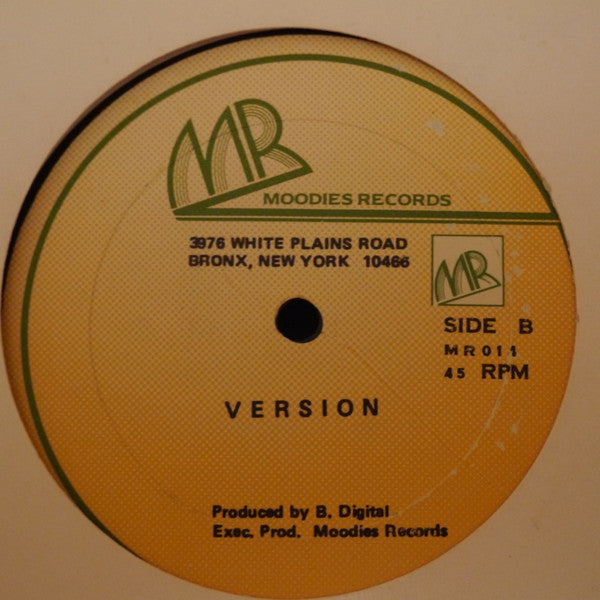 MR
MOODIES RECORDS
3976 WHITE PLAINS ROAD
BRONX, NEW YORK 10466
MR
SIDE B
MR011
45 RPM
VERSION
Produced by B. Digital
Exec. Prod. Moodies Records